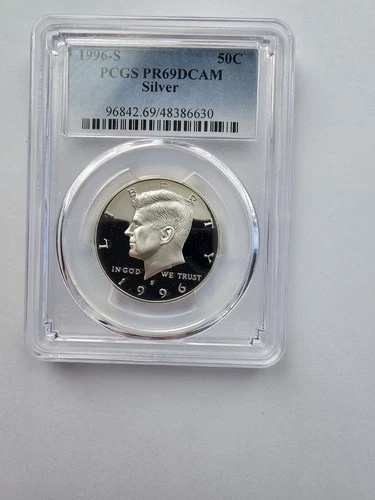 1996-S 50C
PCGS PR69DCAM
Silver
96842.69/48386630
LIBERTY
IN GOD WE TRUST
S
1996